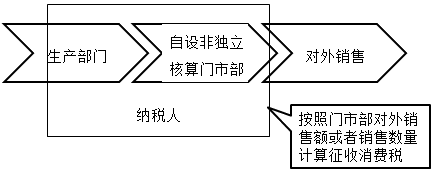 生产部门
自设非独立
核算门市部
对外销售
纳税人
按照门市部对外销
售额或者销售数量
计算征收消费税